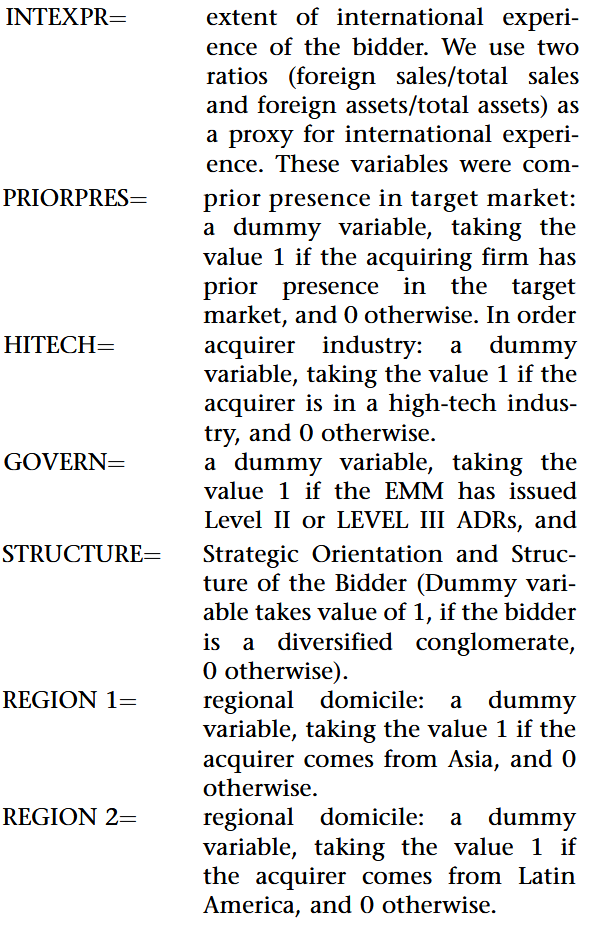 INTEXPR= extent of international experi-
ence of the bidder. We use two
ratios (foreign sales/total sales
and foreign assets/total assets) as
a proxy for international experi-
ence. These variables were com-
PRIORPRES= prior presence in target market:
a dummy variable, taking the
value 1 if the acquiring firm has
prior presence in the target
market, and 0 otherwise. In order
HITECH= acquirer industry: a dummy
variable, taking the value 1 if the
acquirer is in a high-tech indus-
try, and 0 otherwise.
GOVERN= a dummy variable, taking the
value 1 if the EMM has issued
Level II or LEVEL III ADRs, and
STRUCTURE= Strategic Orientation and Struc-
ture of the Bidder (Dummy vari-
able takes value of 1, if the bidder
is a diversified conglomerate,
0 otherwise).
REGION 1= regional domicile: a dummy
variable, taking the value 1 if the
acquirer comes from Asia, and 0
otherwise.
REGION 2= regional domicile: a dummy
variable, taking the value 1 if
the acquirer comes from Latin
America, and 0 otherwise.